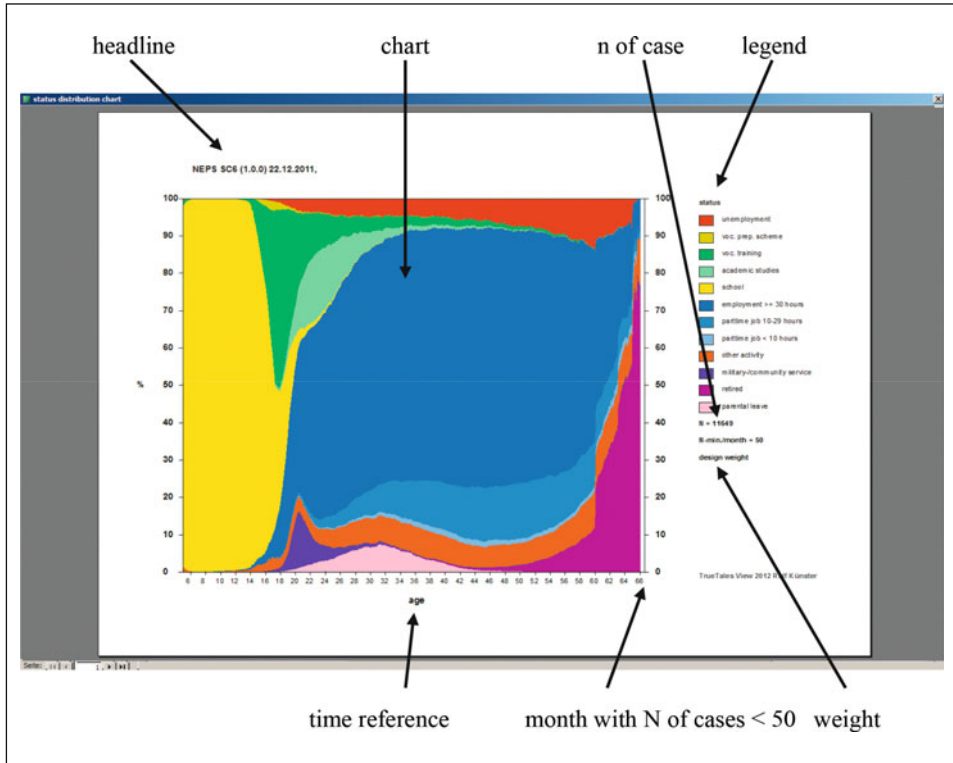 headline chart n of case legend
status distribution chart
NEPS SC6 (1.0.0) 22.12.2011,
status
unemployment
voc. prep. scheme
voc. training
academic studies
school
employment >= 30 hours
parttime job 10-29 hours
parttime job < 10 hours
other activity
military-/community service
retired
parental leave
N = 11649
N-min./month = 50
design weight
100 100
90 90
80 80
70 70
60 60
50 50
40 40
30 30
20 20
10 10
0 0
%
6 8 10 12 14 16 18 20 22 24 26 28 30 32 34 36 38 40 42 44 46 48 50 52 54 56 58 60 62 64 66
age
TrueTales View 2012 Künster
Seite: 1
time reference month with N of cases < 50 weight